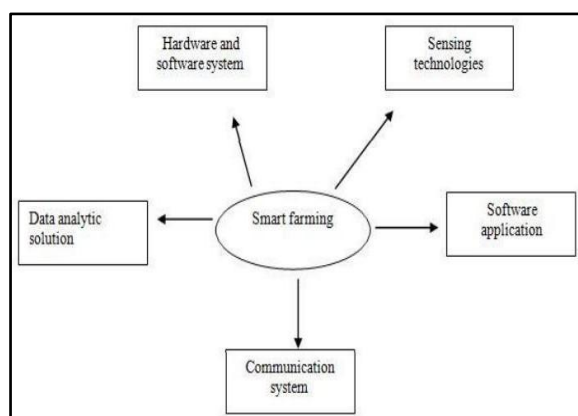 Hardware and
software system
Sensing
technologies
Data analytic
solution
Smart farming
Software
application
Communication
system